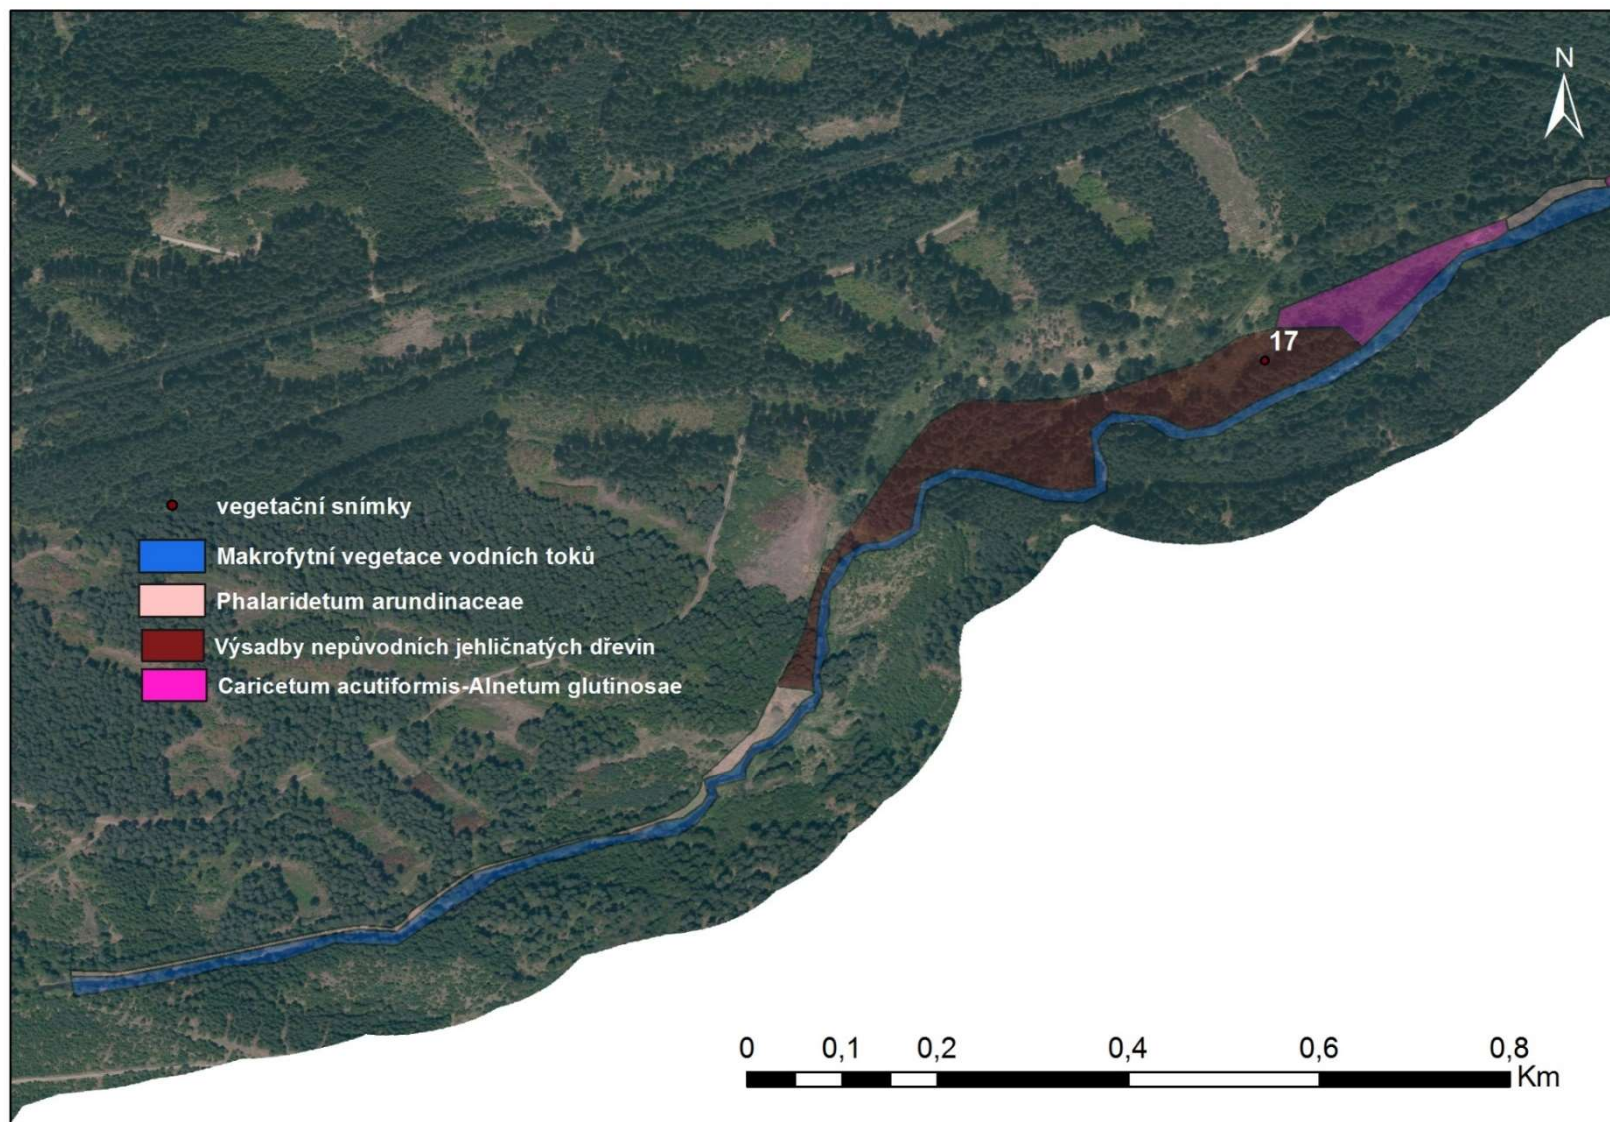 N
17
vegetační snímky
Makrofytní vegetace vodních toků
Phalaridetum arundinaceae
Výsadby nepůvodních jehličnatých dřevin
Caricetum acutiformis-Alnetum glutinosae
0 0,1 0,2 0,4 0,6 0,8
Km